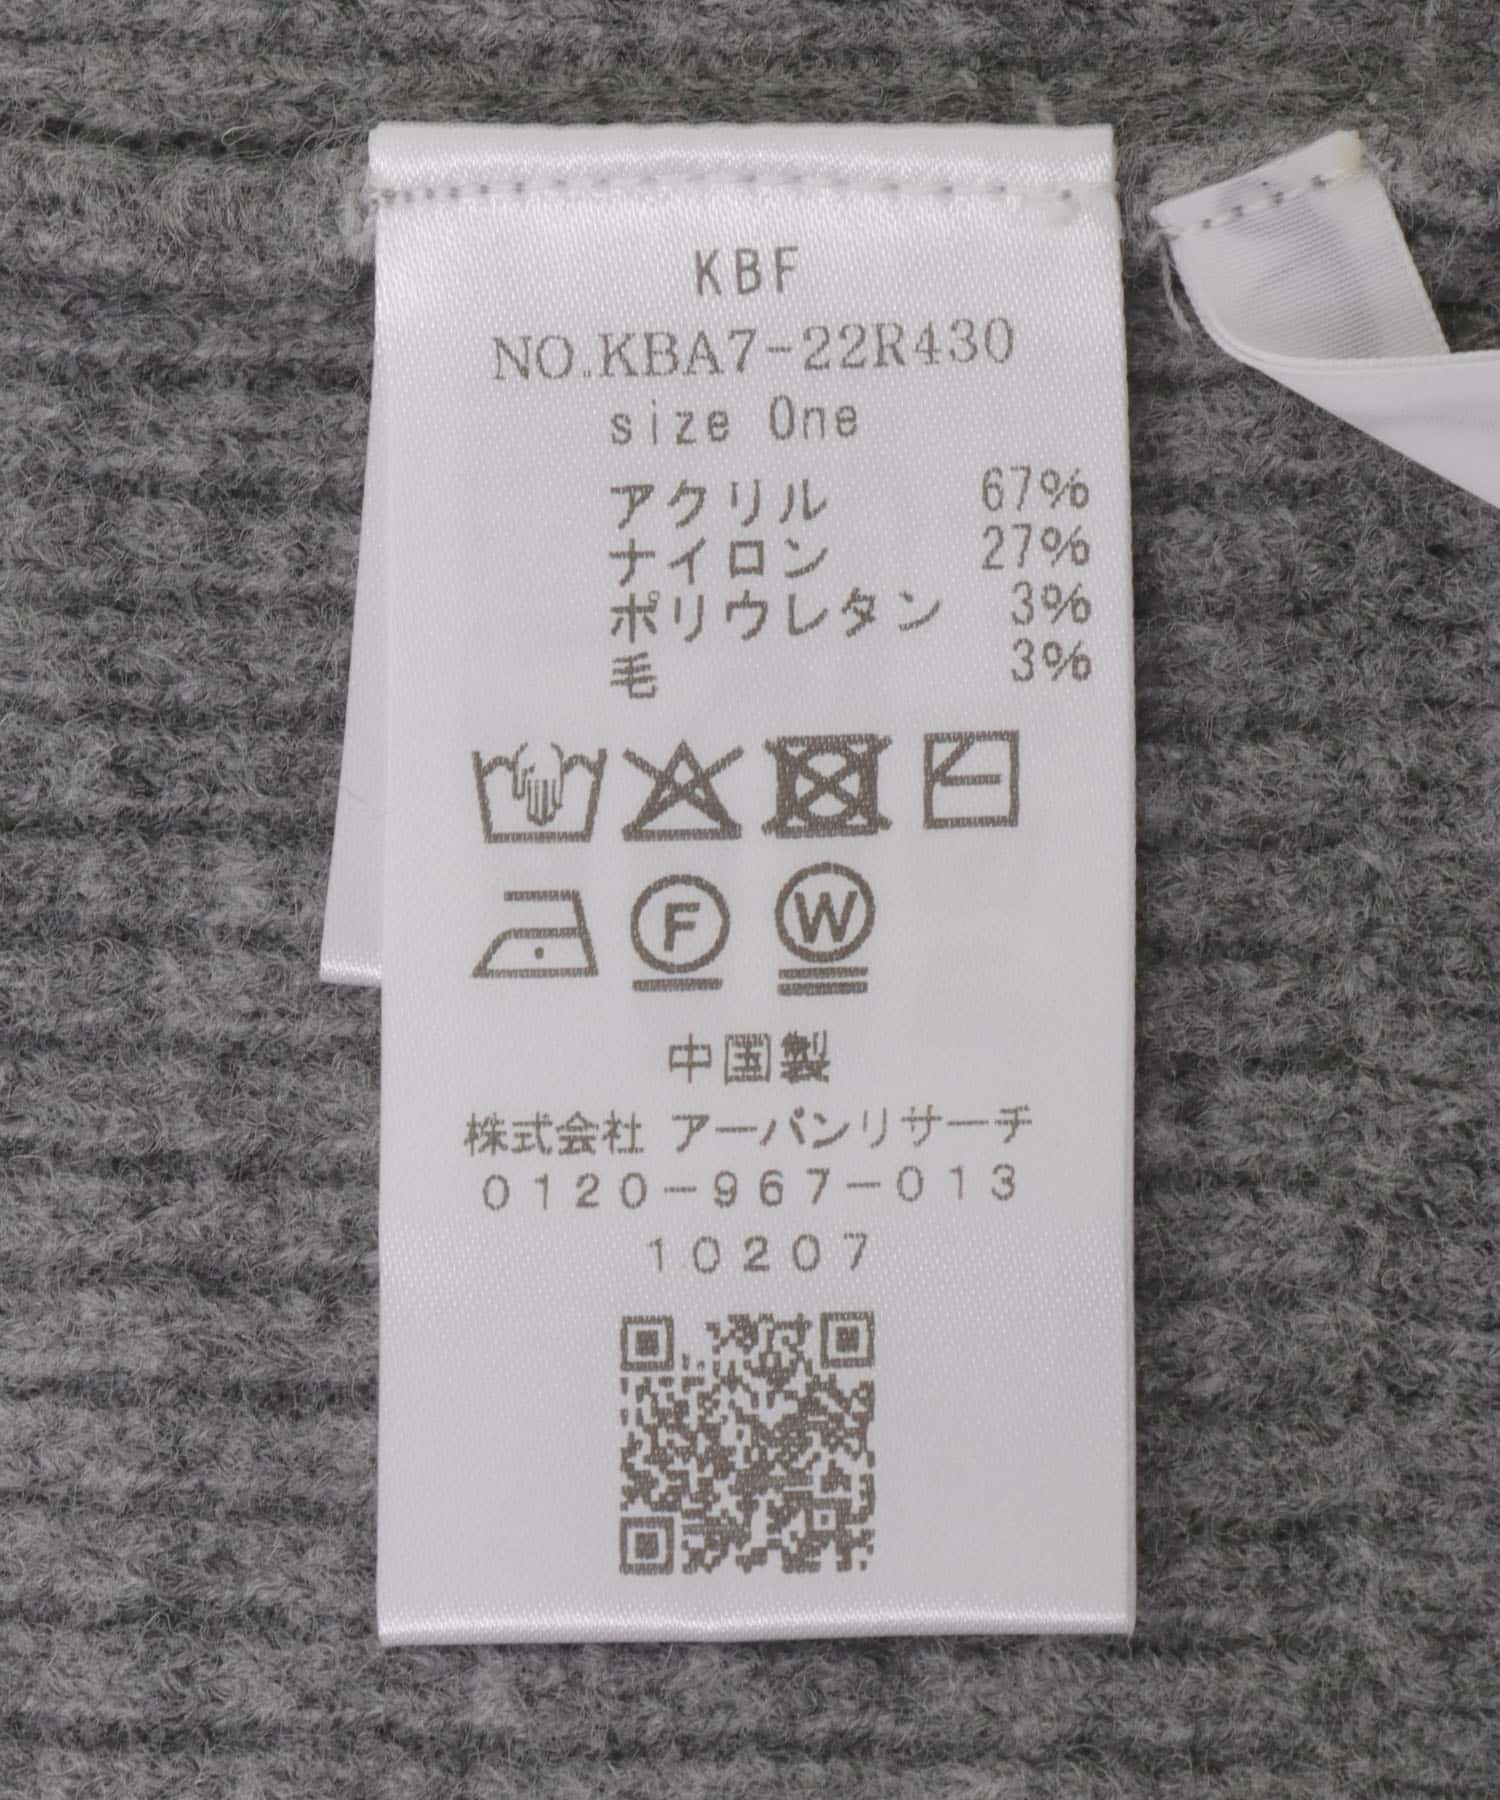 KBF
NO.KBA7-22R430
size One
アクリル 67%
ナイロン 27%
ポリウレタン 3%
毛 3%
F W
中国製
株式会社 アーバンリサーチ
0120-967-013
10207